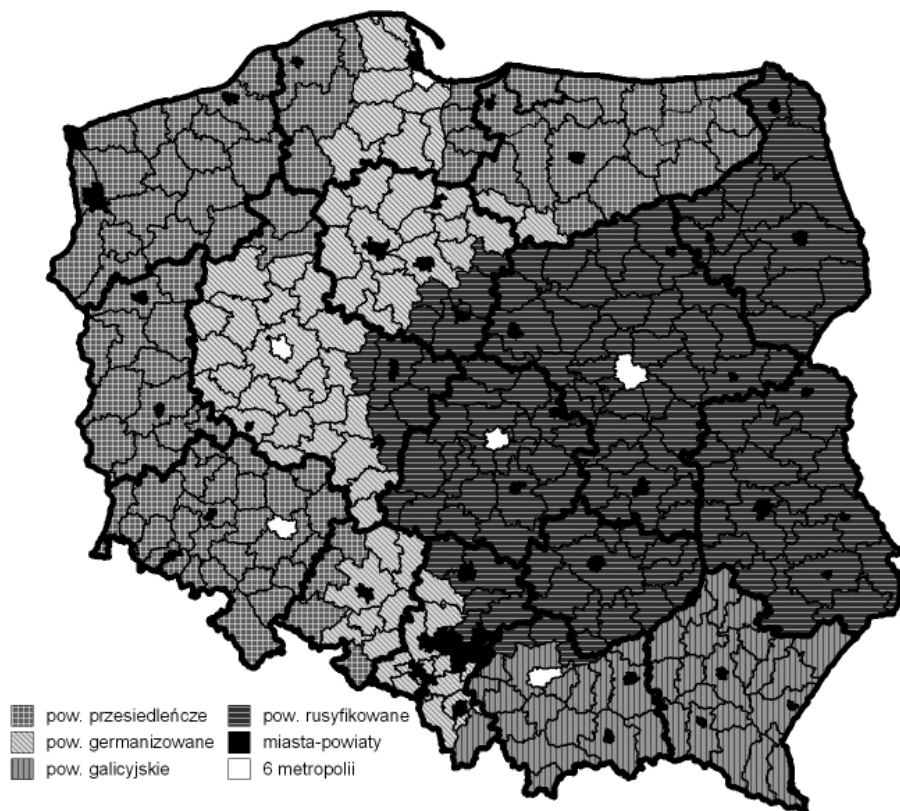 pow. przesiedleńcze
pow. germanizowane
pow. galicyjskie
pow. rusyfikowane
miasta-powiaty
6 metropolii